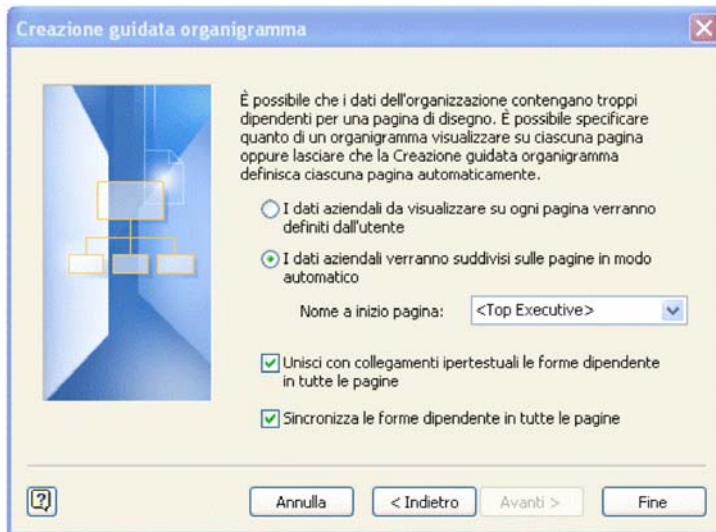 Creazione guidata organigramma
È possibile che i dati dell'organizzazione contengano troppi
dipendenti per una pagina di disegno. È possibile specificare
quanto di un organigramma visualizzare su ciascuna pagina
oppure lasciare che la Creazione guidata organigramma
definisca ciascuna pagina automaticamente.
I dati aziendali da visualizzare su ogni pagina verranno
definiti dall'utente
I dati aziendali verranno suddivisi sulle pagine in modo
automatico
Nome a inizio pagina: <Top Executive>
Unisci con collegamenti ipertestuali le forme dipendente
in tutte le pagine
Sincronizza le forme dipendente in tutte le pagine
? Annulla < Indietro Avanti > Fine